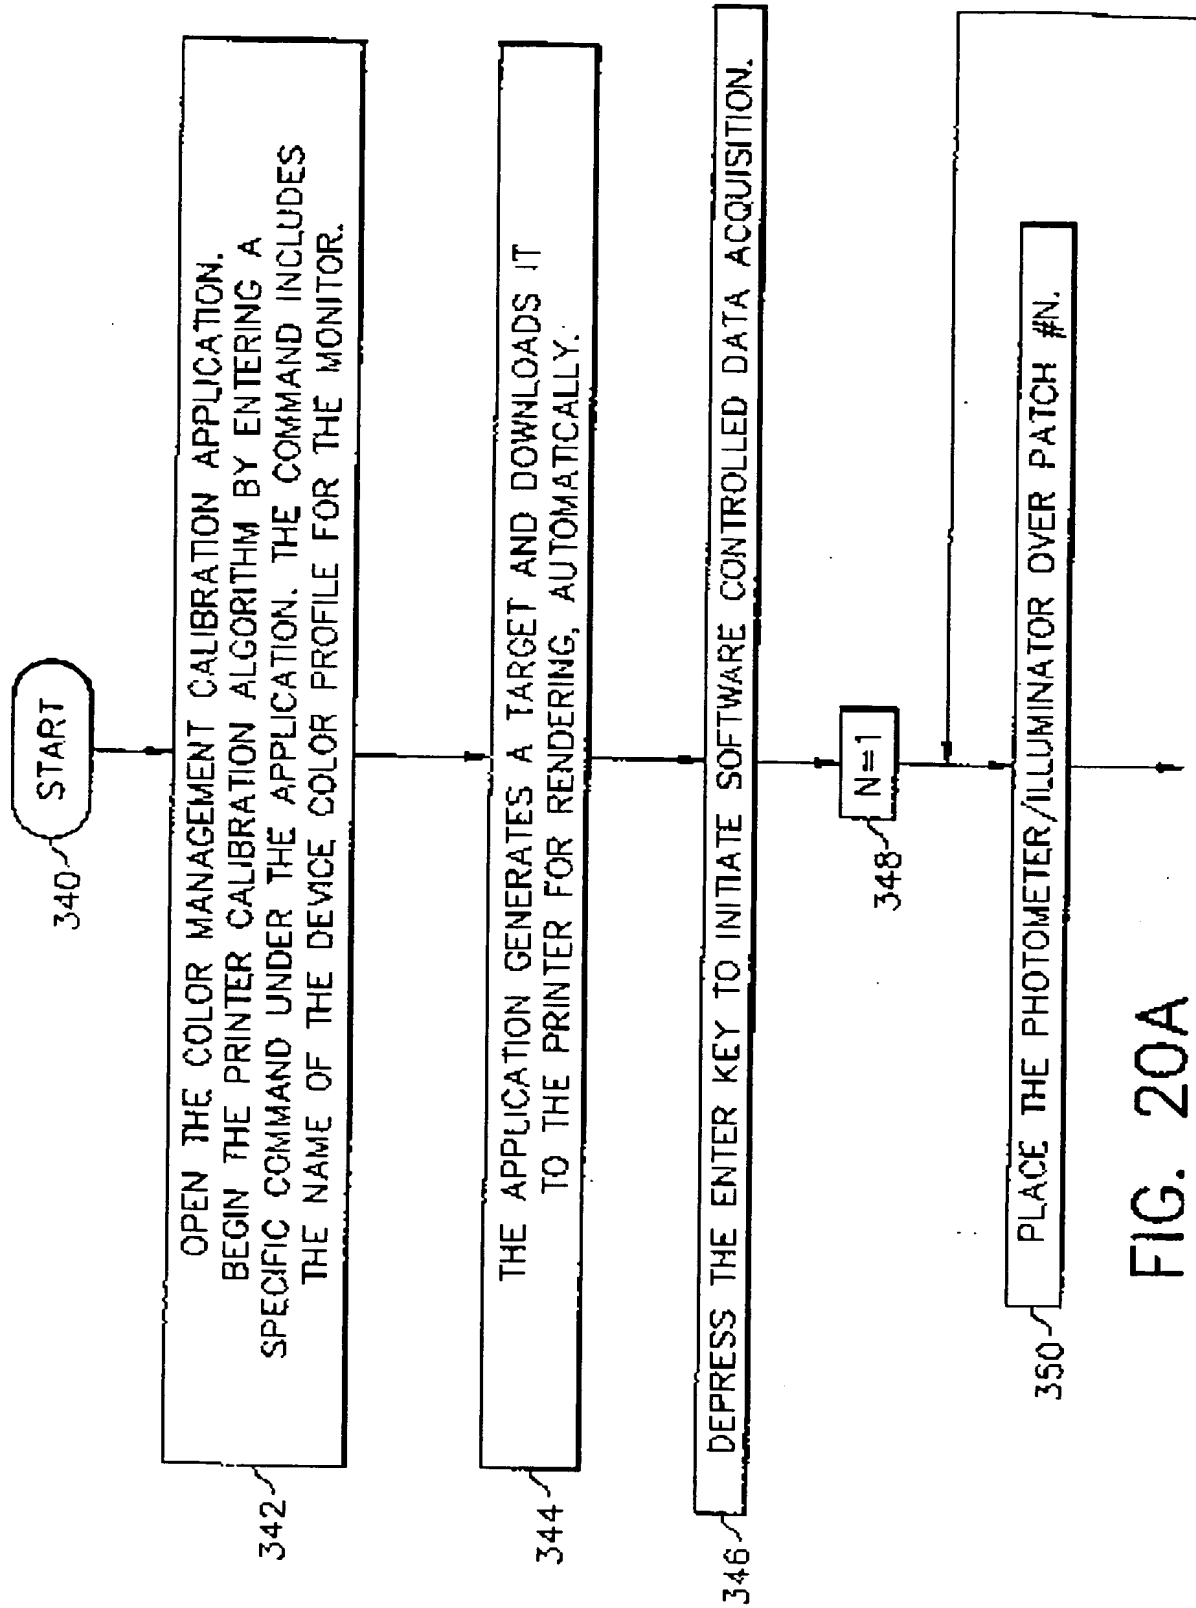 START
340
OPEN THE COLOR MANAGEMENT CALIBRATION APPLICATION.
BEGIN THE PRINTER CALIBRATION ALGORITHM BY ENTERING A
SPECIFIC COMMAND UNDER THE APPLICATION. THE COMMAND INCLUDES
THE NAME OF THE DEVICE COLOR PROFILE FOR THE MONITOR.
342
THE APPLICATION GENERATES A TARGET AND DOWNLOADS IT
TO THE PRINTER FOR RENDERING, AUTOMATICALLY.
344
DEPRESS THE ENTER KEY TO INITIATE SOFTWARE CONTROLLED DATA ACQUISITION.
346
N=1
348
PLACE THE PHOTOMETER/ILLUMINATOR OVER PATCH #N.
350
FIG. 20A